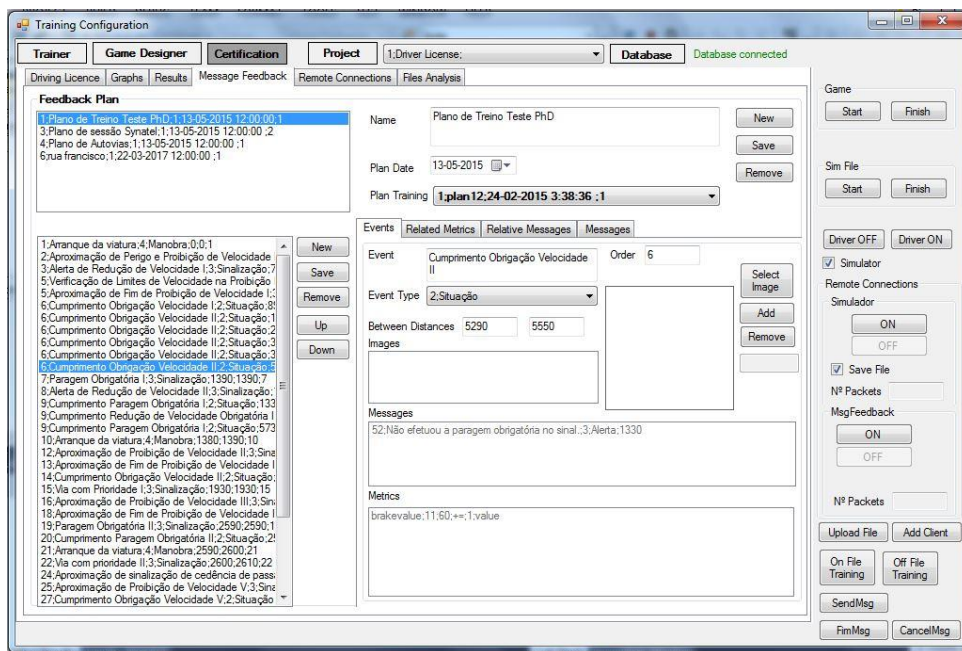 Training Configuration
Trainer
Game Designer
Certification
Project
1;Driver License;
Database
Database connected
Driving Licence
Graphs
Results
Message Feedback
Remote Connections
Files Analysis
Feedback Plan
1;Plano de Treino Teste PhD;1;13-05-2015 12:00:00;1
3;Plano de sessão Synatel;1;13-05-2015 12:00:00 ;2
4;Plano de Autovias;1;13-05-2015 12:00:00 ;1
6;rua francisco;1;22-03-2017 12:00:00 ;1
Name
Plano de Treino Teste PhD
New
Save
Remove
Plan Date
13-05-2015
Plan Training
1;plan12;24-02-2015 3:38:36 ;1
1;Arranque da viatura;4;Manobra;0;0;1
2;Aproximação de Perigo e Proibição de Velocidade
3;Alerta de Redução de Velocidade I;3;Sinalização;7
5;Verificação de Limites de Velocidade na Proibição
5;Aproximação de Fim de Proibição de Velocidade I;
6;Cumprimento Obrigação Velocidade I;2;Situação;8
6;Cumprimento Obrigação Velocidade II;2;Situação;1
6;Cumprimento Obrigação Velocidade II;2;Situação;2
6;Cumprimento Obrigação Velocidade II;2;Situação;3
6;Cumprimento Obrigação Velocidade II;2;Situação;3
6;Cumprimento Obrigação Velocidade II;2;Situação;5
7;Paragem Obrigatória I;3;Sinalização;1390;1390;7
8;Alerta de Redução de Velocidade II;3;Sinalização;
9;Cumprimento Paragem Obrigatória I;2;Situação;133
9;Cumprimento Redução de Velocidade Obrigatória I
9;Cumprimento Paragem Obrigatória I;2;Situação;573
10;Arranque da viatura;4;Manobra;1380;1390;10
12;Aproximação de Proibição de Velocidade II;3;Sina
13;Aproximação de Fim de Proibição de Velocidade I
14;Cumprimento Obrigação Velocidade II;2;Situação;
15;Via com Prioridade I;3;Sinalização;1930;1930;15
16;Aproximação de Proibição de Velocidade III;3;Sina
18;Aproximação de Fim de Proibição de Velocidade I
19;Paragem Obrigatória II;3;Sinalização;2590;2590;1
20;Cumprimento Paragem Obrigatória II;2;Situação;25
21;Arranque da viatura;4;Manobra;2590;2600;21
22;Via com prioridade II;3;Sinalização;2600;2610;22
24;Aproximação de sinalização de cedência de pass
25;Aproximação de Proibição de Velocidade V;3;Sina
27;Cumprimento Obrigação Velocidade V;2;Situação
New
Save
Remove
Up
Down
Events
Related Metrics
Relative Messages
Messages
Event
Cumprimento Obrigação Velocidade
II
Order
6
Event Type
2;Situação
Between Distances
5290
5550
Images
Select
Image
Add
Remove
Messages
52;Não efetuou a paragem obrigatória no sinal.;3;Alerta;1330
Metrics
brakevalue;11;60;+=;1;value
Game
Start
Finish
Sim File
Start
Finish
Driver OFF
Driver ON
Simulator
Remote Connections
Simulador
ON
OFF
Save File
Nº Packets
MsgFeedback
ON
OFF
Nº Packets
Upload File
Add Client
On File
Training
Off File
Training
SendMsg
FimMsg
CancelMsg